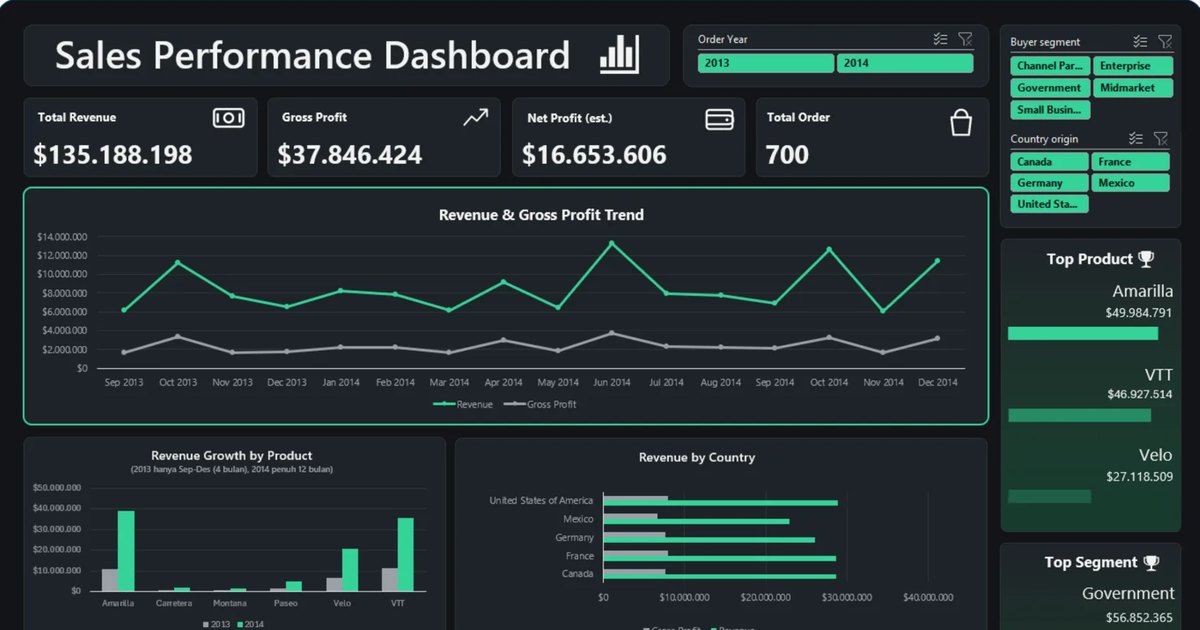 Sales Performance Dashboard
Order Year
2013
2014
Buyer segment
Channel Par...
Enterprise
Government
Midmarket
Small Busin...
Country origin
Canada
France
Germany
Mexico
United Sta...
Total Revenue
$135.188.198
Gross Profit
$37.846.424
Net Profit (est.)
$16.653.606
Total Order
700
Revenue & Gross Profit Trend
$14.000.000
$12.000.000
$10.000.000
$8.000.000
$6.000.000
$4.000.000
$2.000.000
$0
Sep 2013 Oct 2013 Nov 2013 Dec 2013 Jan 2014 Feb 2014 Mar 2014 Apr 2014 May 2014 Jun 2014 Jul 2014 Aug 2014 Sep 2014 Oct 2014 Nov 2014 Dec 2014
Revenue Gross Profit
Top Product
Amarilla
$49.984.791
VTT
$46.927.514
Velo
$27.118.509
Revenue Growth by Product
(2013 hanya Sep-Des (4 bulan), 2014 penuh 12 bulan)
$50.000.000
$40.000.000
$30.000.000
$20.000.000
$10.000.000
$0
Amarilla Carretera Montana Paseo Velo VTT
2013 2014
Revenue by Country
United States of America
Mexico
Germany
France
Canada
$0 $10.000.000 $20.000.000 $30.000.000 $40.000.000
Gross Profit Revenue
Top Segment
Government
$56.852.365